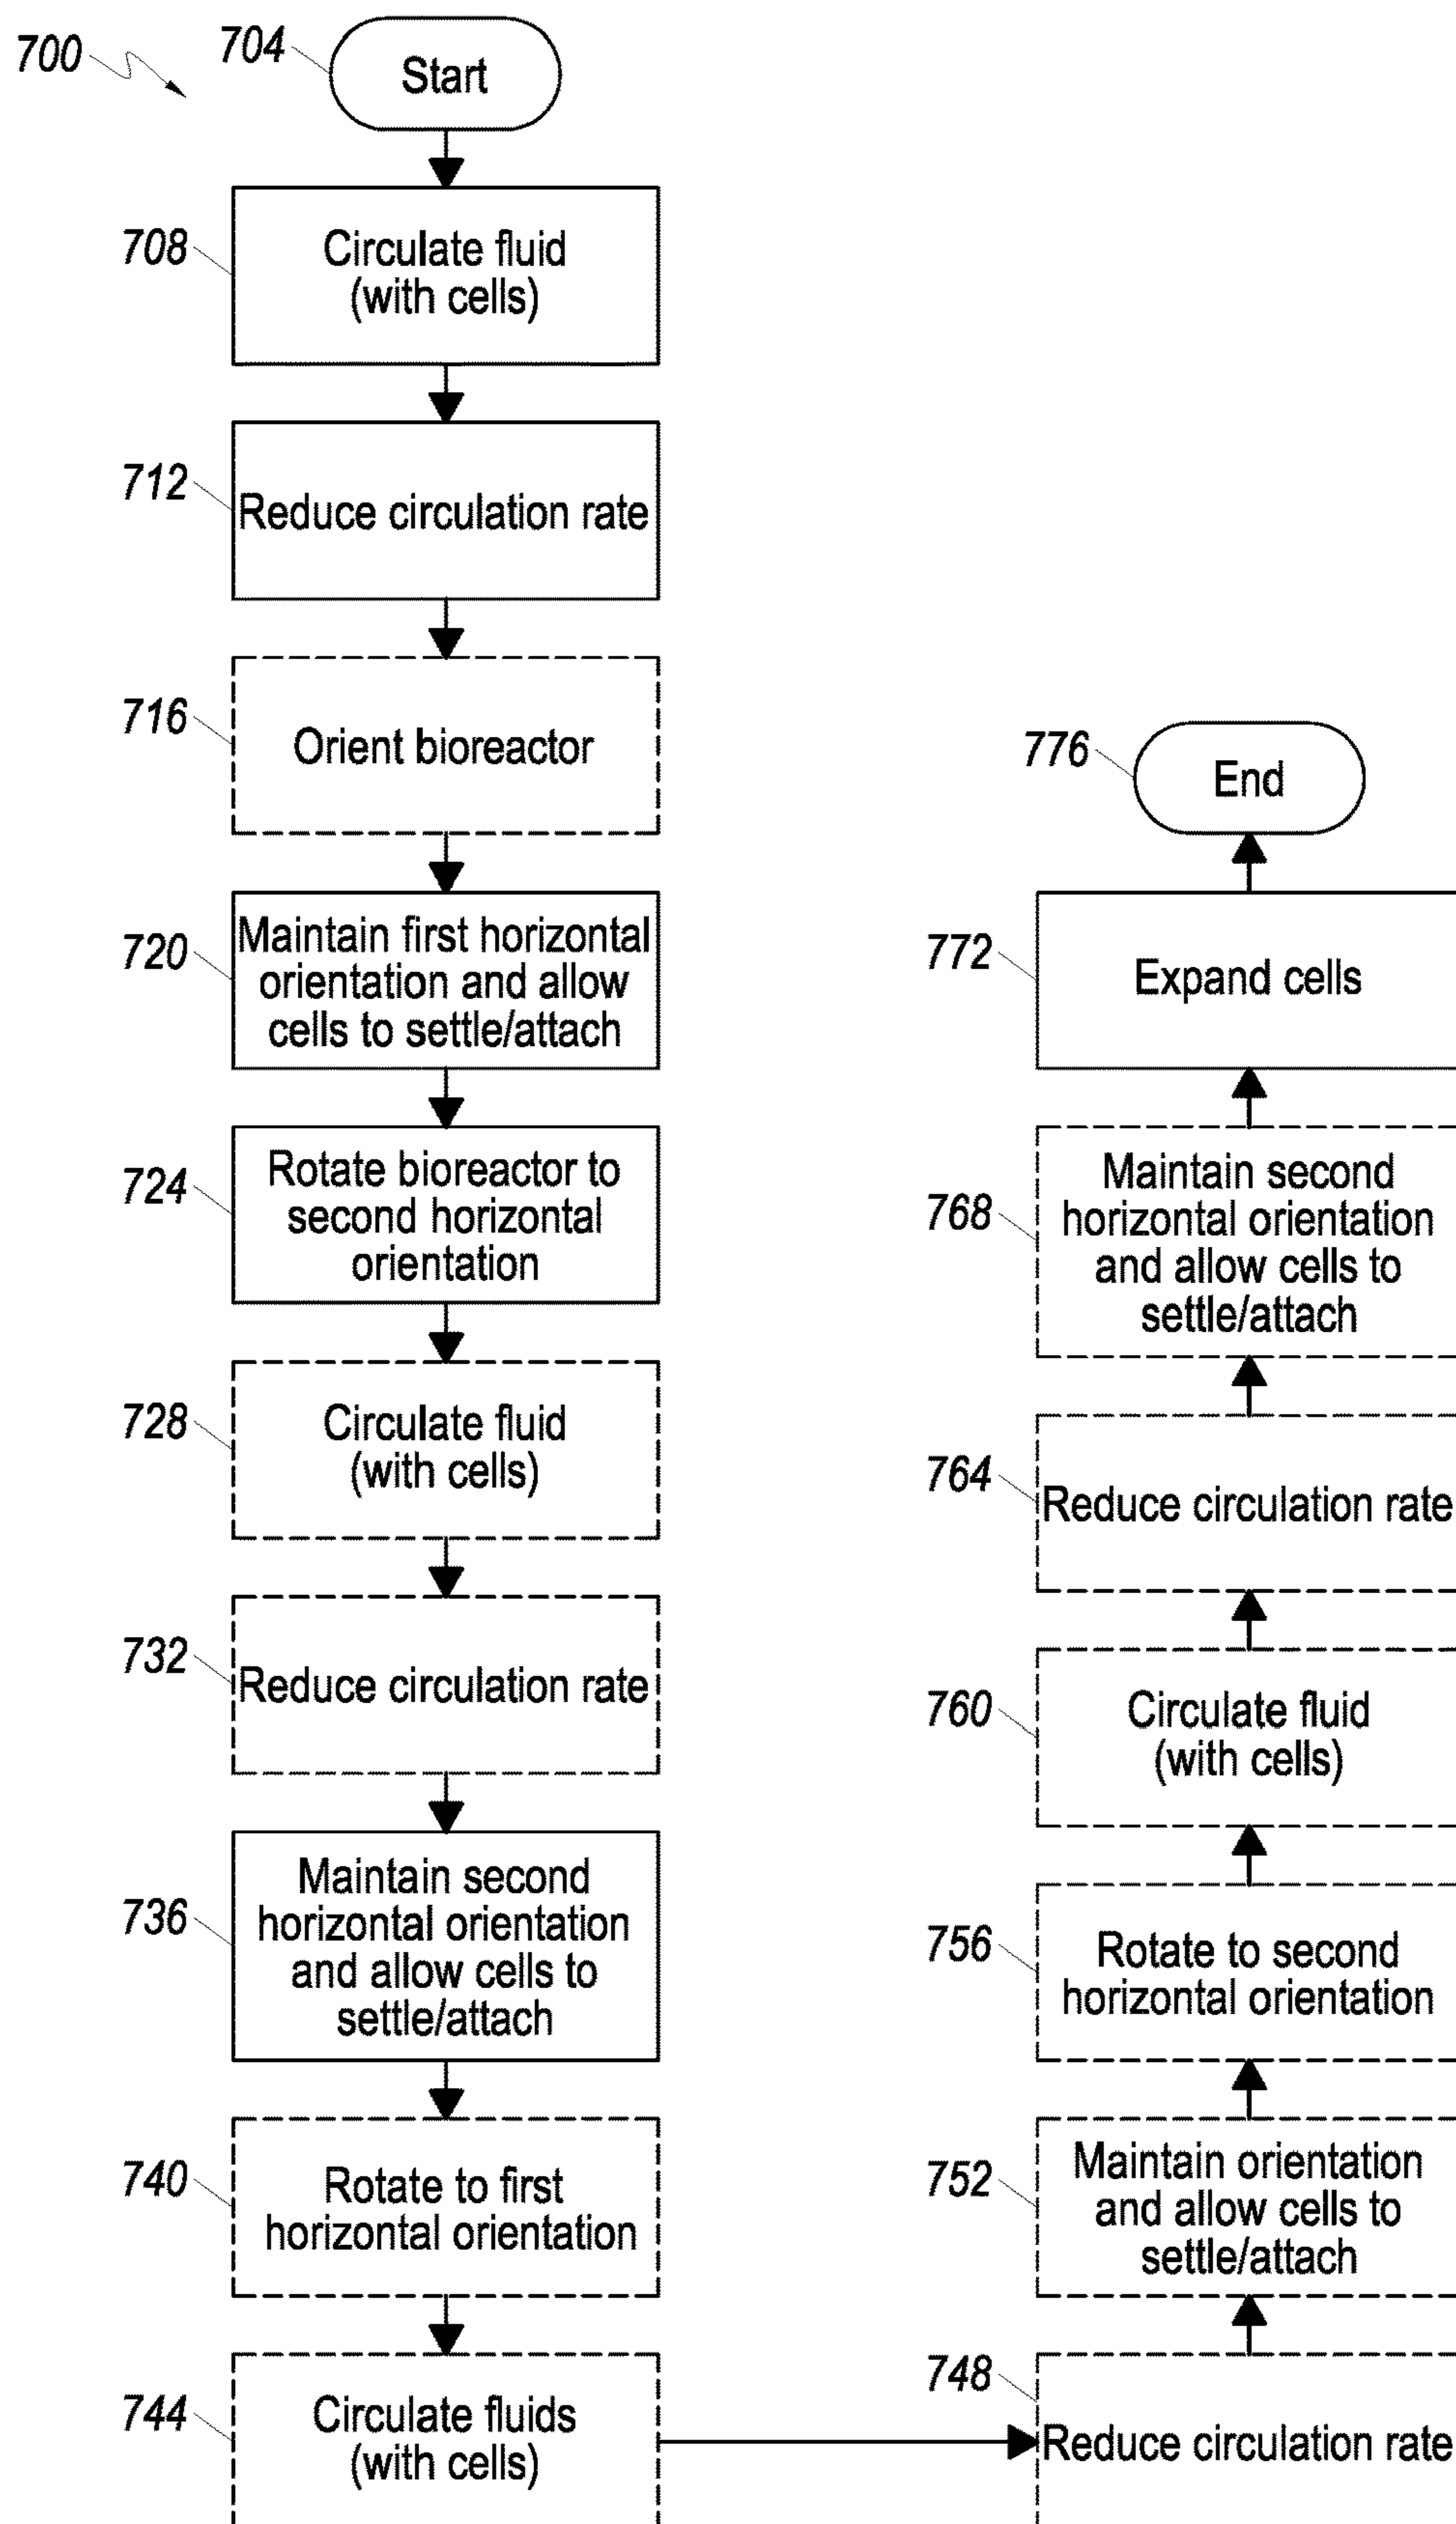 700
704
Start
708
Circulate fluid
(with cells)
712
Reduce circulation rate
716
Orient bioreactor
720
Maintain first horizontal
orientation and allow
cells to settle/attach
724
Rotate bioreactor to
second horizontal
orientation
728
Circulate fluid
(with cells)
732
Reduce circulation rate
736
Maintain second
horizontal orientation
and allow cells to
settle/attach
740
Rotate to first
horizontal orientation
744
Circulate fluids
(with cells)
748
Reduce circulation rate
752
Maintain orientation
and allow cells to
settle/attach
756
Rotate to second
horizontal orientation
760
Circulate fluid
(with cells)
764
Reduce circulation rate
768
Maintain second
horizontal orientation
and allow cells to
settle/attach
772
Expand cells
776
End